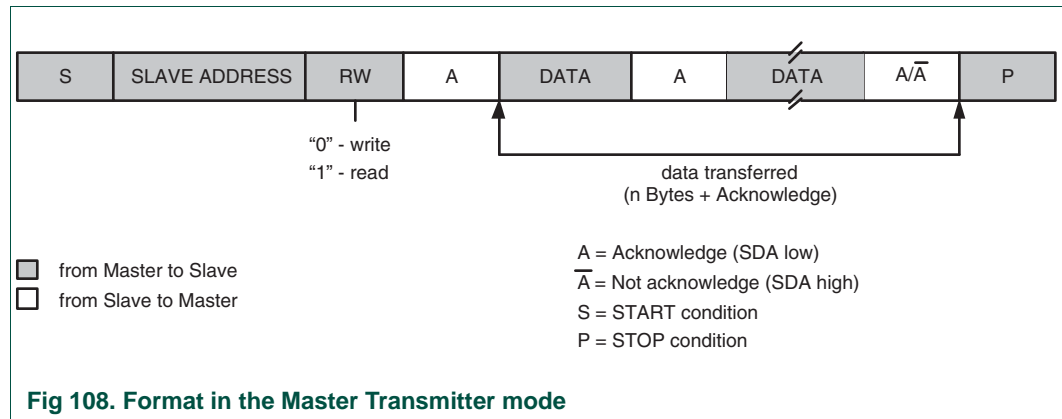 S SLAVE ADDRESS RW A DATA A DATA A/A̅ P
“0” - write
“1” - read
data transferred
(n Bytes + Acknowledge)
from Master to Slave
from Slave to Master
A = Acknowledge (SDA low)
A̅ = Not acknowledge (SDA high)
S = START condition
P = STOP condition
Fig 108. Format in the Master Transmitter mode